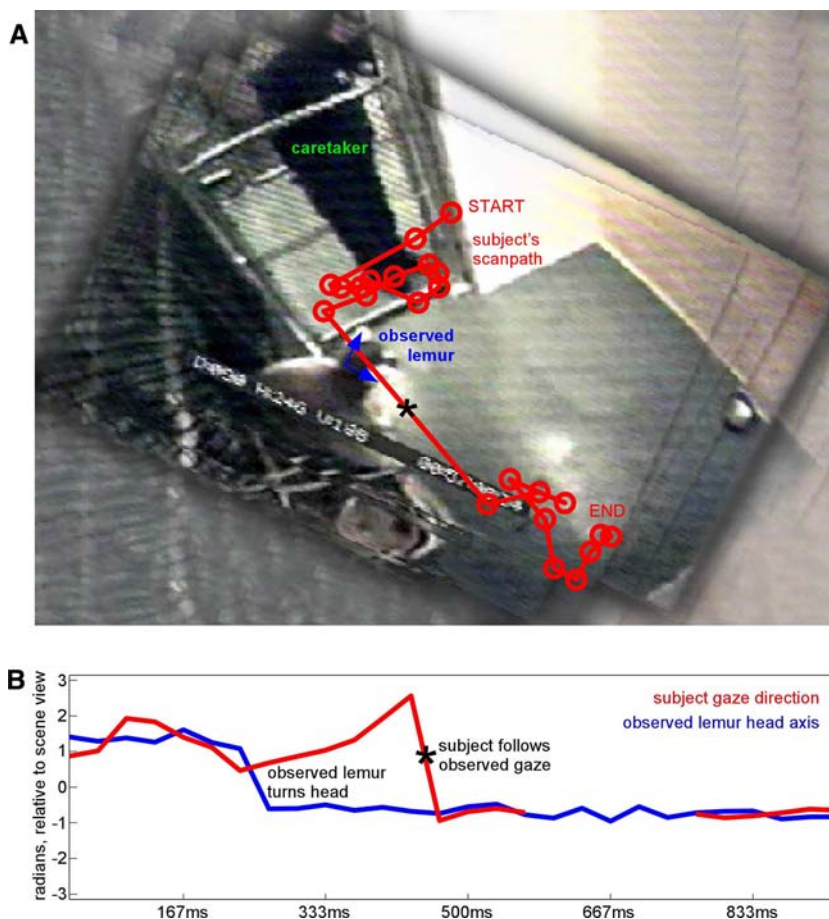 A
caretaker
START
subject's
scanpath
observed
lemur
END
B
radians, relative to scene view
3
2
1
0
-1
-2
-3
subject gaze direction
observed lemur head axis
observed lemur
turns head
subject follows
observed gaze
167ms
333ms
500ms
667ms
833ms